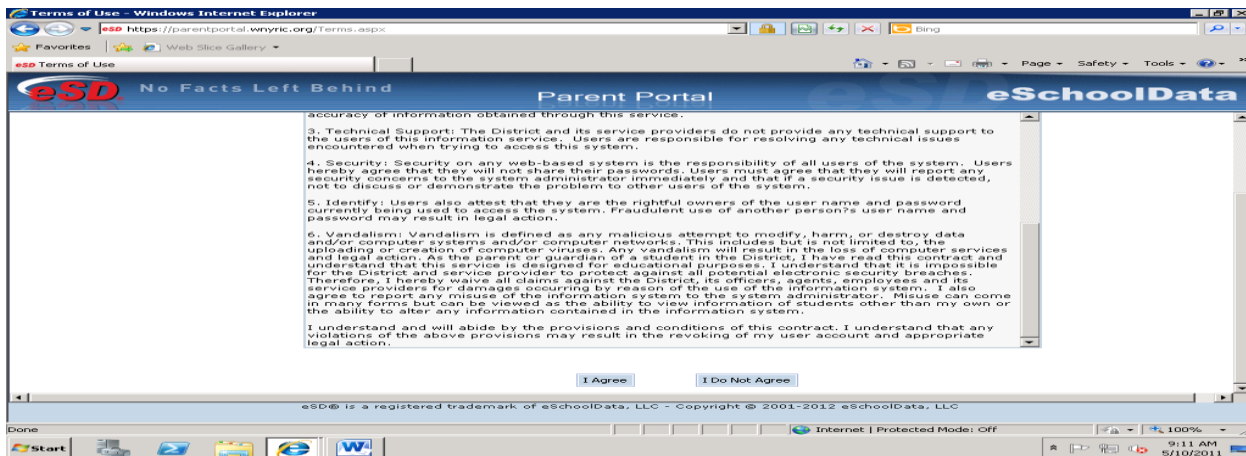 Terms of Use - Windows Internet Explorer
eSD https://parentportal.wnyric.org/Terms.aspx
Bing
Favorites Web Slice Gallery
eSD Terms of Use
Page Safety Tools
eSD No Facts Left Behind Parent Portal eSchoolData
accuracy of information obtained through this service.
3. Technical Support: The District and its service providers do not provide any technical support to
the users of this information service. Users are responsible for resolving any technical issues
encountered when trying to access this system.
4. Security: Security on any web-based system is the responsibility of all users of the system. Users
hereby agree that they will not share their passwords. Users must agree that they will report any
security concerns to the system administrator immediately and that if a security issue is detected,
not to discuss or demonstrate the problem to other users of the system.
5. Identify: Users also attest that they are the rightful owners of the user name and password
currently being used to access the system. Fraudulent use of another person?s user name and
password may result in legal action.
6. Vandalism: Vandalism is defined as any malicious attempt to modify, harm, or destroy data
and/or computer systems and/or computer networks. This includes but is not limited to, the
uploading or creation of computer viruses. Any vandalism will result in the loss of computer services
and legal action. As the parent or guardian of a student in the District, I have read this contract and
understand that this service is designed for educational purposes. I understand that it is impossible
for the District and service provider to protect against all potential electronic security breaches.
Therefore, I hereby waive all claims against the District, its officers, agents, employees and its
service providers for damages occurring by reason of the use of the information system. I also
agree to report any misuse of the information system to the system administrator. Misuse can come
in many forms but can be viewed as the ability to view information of students other than my own or
the ability to alter any information contained in the information system.
I understand and will abide by the provisions and conditions of this contract. I understand that any
violations of the above provisions may result in the revoking of my user account and appropriate
legal action.
I Agree I Do Not Agree
eSD® is a registered trademark of eSchoolData, LLC - Copyright © 2001-2012 eSchoolData, LLC
Done Internet | Protected Mode: Off 100%
Start 9:11 AM
5/10/2011